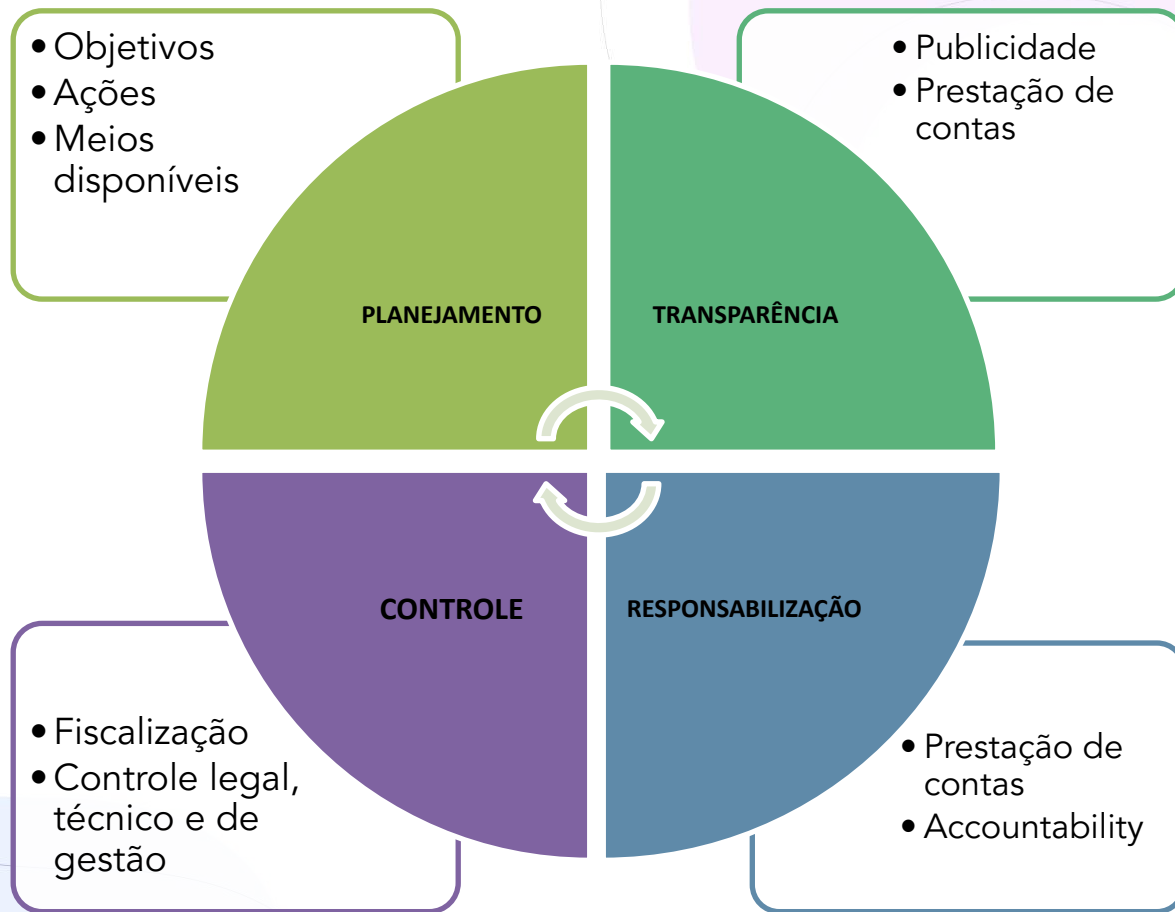 • Objetivos
• Ações
• Meios
disponíveis
• Publicidade
• Prestação de
contas
PLANEJAMENTO
TRANSPARÊNCIA
CONTROLE
RESPONSABILIZAÇÃO
• Fiscalização
• Controle legal,
técnico e de
gestão
• Prestação de
contas
• Accountability